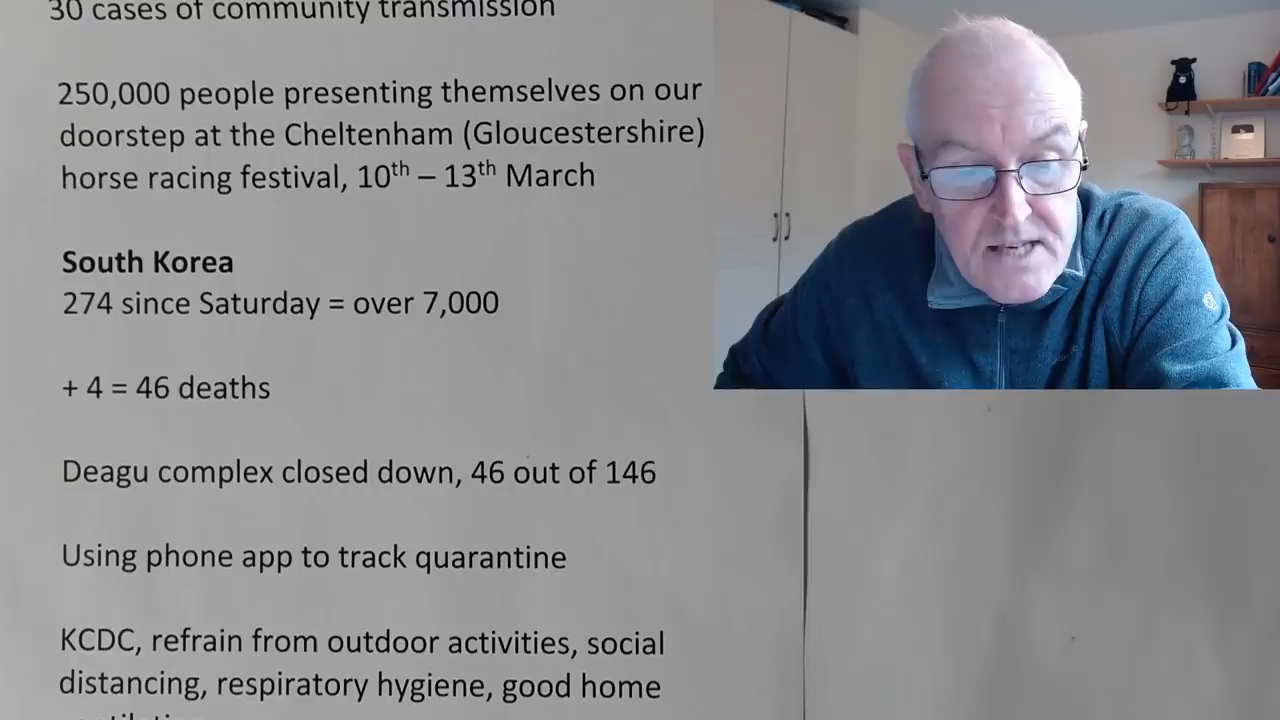 30 cases of community transmission
250,000 people presenting themselves on our
doorstep at the Cheltenham (Gloucestershire)
horse racing festival, 10th – 13th March
South Korea
274 since Saturday = over 7,000
+ 4 = 46 deaths
Deagu complex closed down, 46 out of 146
Using phone app to track quarantine
KCDC, refrain from outdoor activities, social
distancing, respiratory hygiene, good home